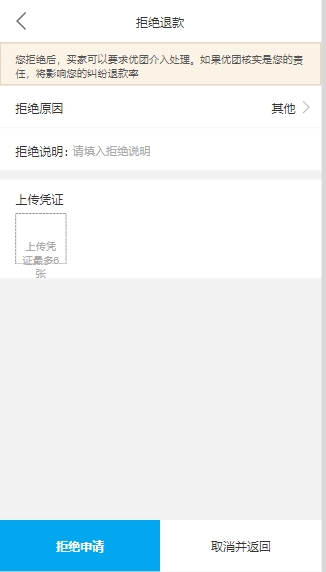 拒绝退款
您拒绝后，买家可以要求优团介入处理。如果优团核实是您的责
任，将影响您的纠纷退款率
拒绝原因 其他
拒绝说明：请填入拒绝说明
上传凭证
上传凭
证最多6
张
拒绝申请 取消并返回